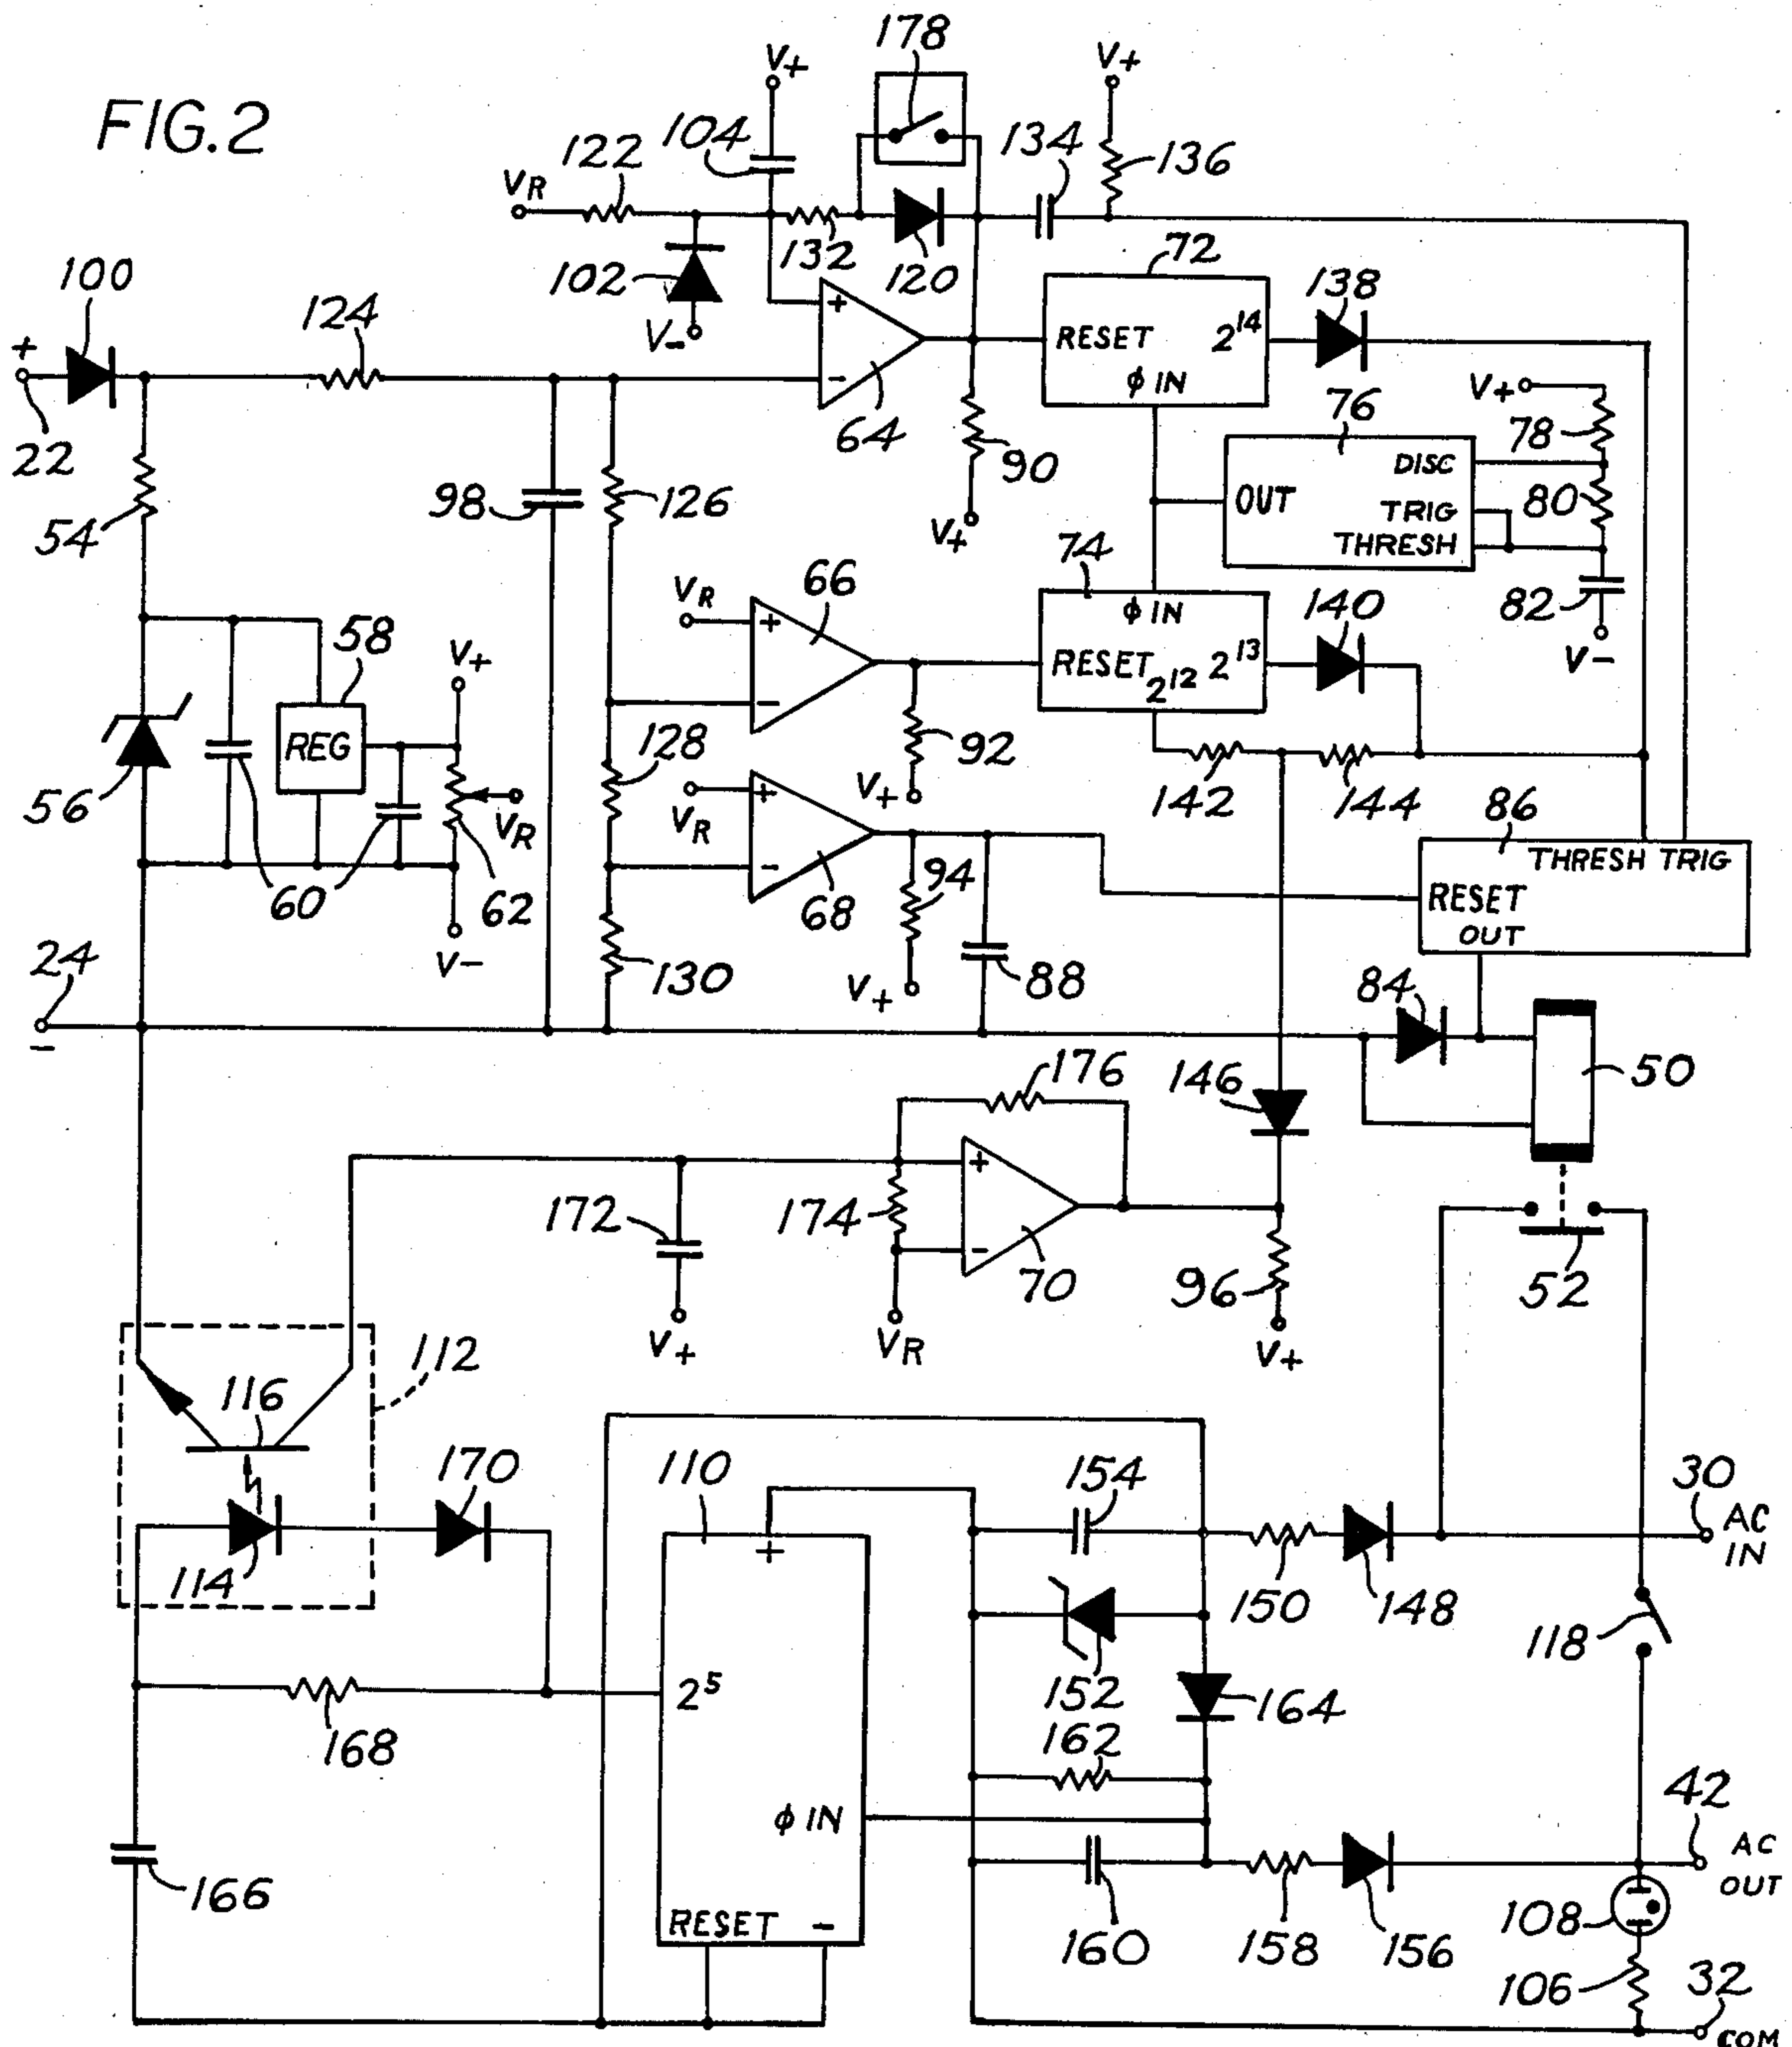 FIG.2
178
V+
V+
104
134
136
122
VR
132
120
102
V-
72
138
100
124
+
RESET
2^14
φ IN
+
-
64
22
V+
76
78
DISC
98
126
90
OUT
80
TRIG
THRESH
54
V+
74
66
VR
φ IN
140
82
V-
58
V+
+
RESET
2^12
2^13
-
REG
128
92
V+
142
144
86
56
VR
VR
+
THRESH TRIG
94
RESET
60
62
-
68
OUT
24
V-
130
V+
88
84
-
50
176
146
+
172
174
-
70
96
52
V+
VR
V+
112
116
170
110
154
30
AC
IN
+
114
150
148
118
2^5
152
164
168
162
42
φ IN
AC
OUT
166
108
RESET
-
160
158
156
106
32
COM